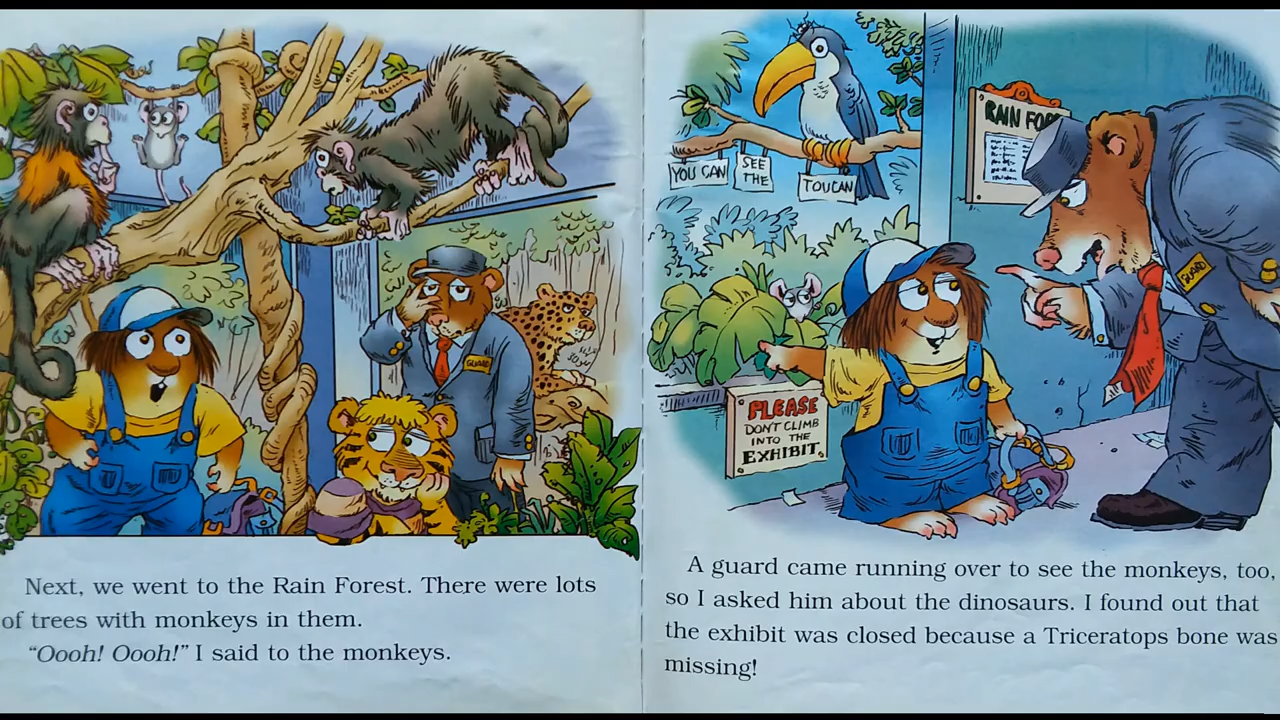 GUARD
Next, we went to the Rain Forest. There were lots
of trees with monkeys in them.
"Oooh! Oooh!" I said to the monkeys.
YOU CAN
SEE
THE
TOUCAN
RAIN
GUARD
PLEASE
DON'T CLIMB
INTO THE
EXHIBIT.
A guard came running over to see the monkeys, too,
so I asked him about the dinosaurs. I found out that
the exhibit was closed because a Triceratops bone was
missing!